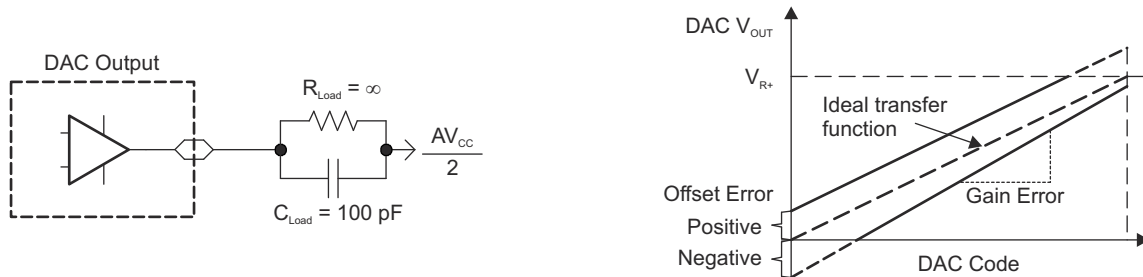 DAC Output
R_Load = ∞
C_Load = 100 pF
AV_CC
2
DAC V_OUT
V_R+
Ideal transfer
function
Offset Error
Positive
Negative
Gain Error
DAC Code